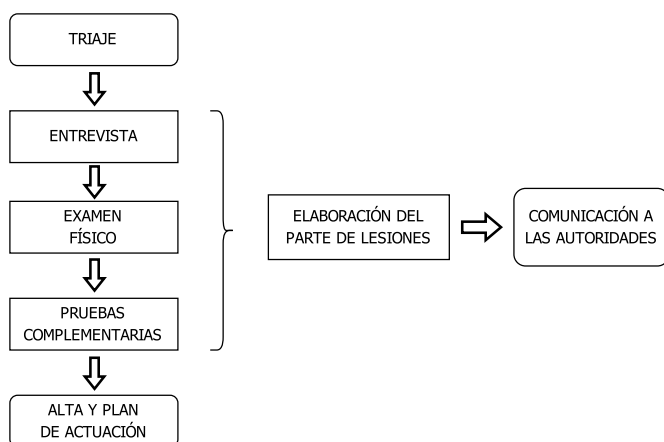 TRIAJE
ENTREVISTA
EXAMEN
FÍSICO
PRUEBAS
COMPLEMENTARIAS
ALTA Y PLAN
DE ACTUACIÓN
ELABORACIÓN DEL
PARTE DE LESIONES
COMUNICACIÓN A
LAS AUTORIDADES